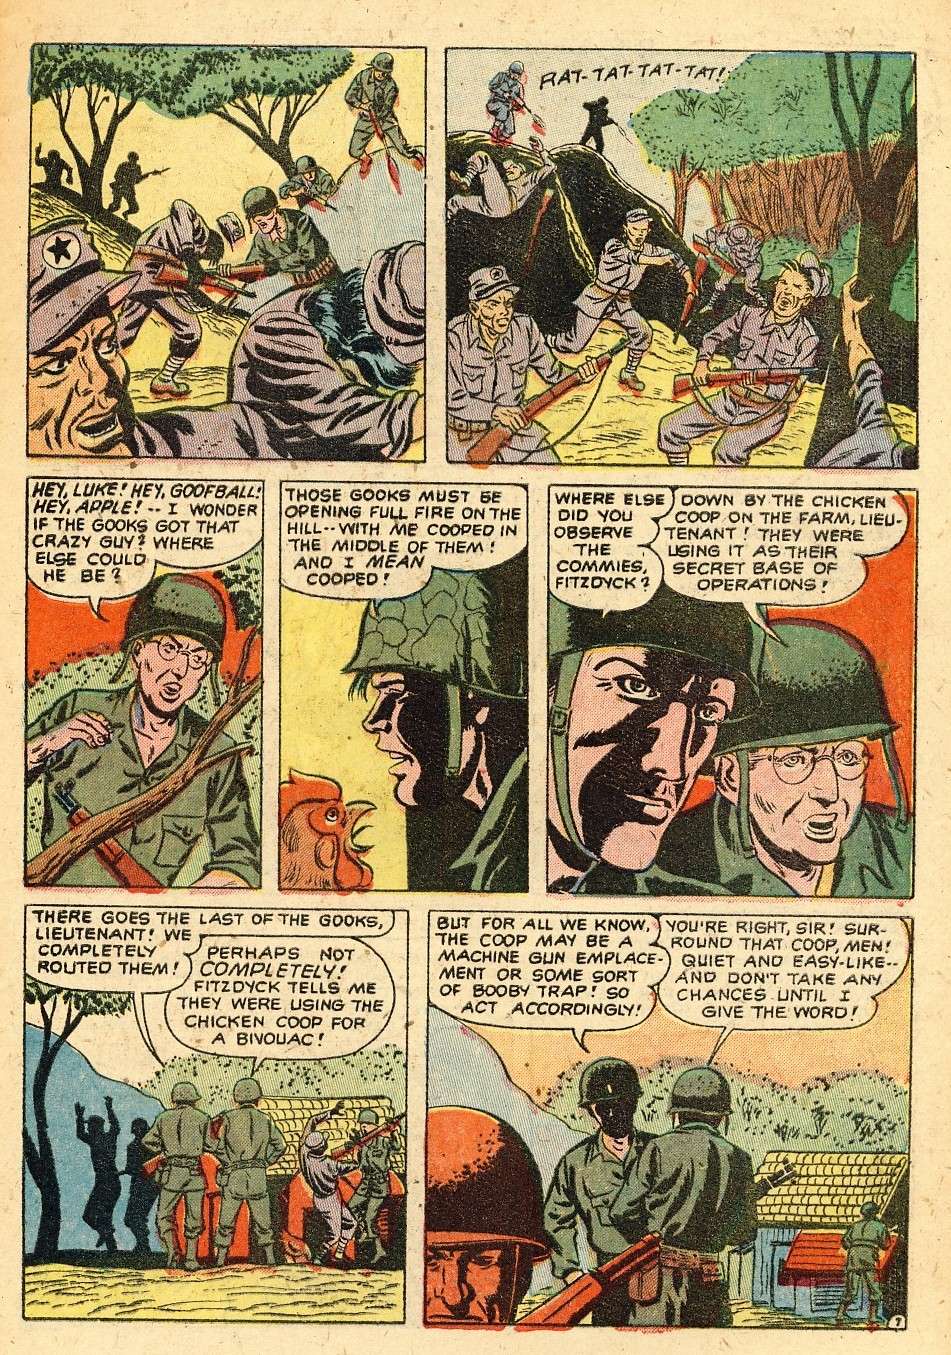 RAT-TAT-TAT-TAT!
HEY, LUKE! HEY, GOOFBALL!
HEY, APPLE!-- I WONDER
IF THE GOOKS GOT THAT
CRAZY GUY? WHERE
ELSE COULD
HE BE?
THOSE GOOKS MUST BE
OPENING FULL FIRE ON THE
HILL--WITH ME COOPED IN
THE MIDDLE OF THEM!
AND I MEAN
COOPED!
WHERE ELSE
DID YOU
OBSERVE
THE
COMMIES,
FITZDYCK?
DOWN BY THE CHICKEN
COOP ON THE FARM, LIEU-
TENANT! THEY WERE
USING IT AS THEIR
SECRET BASE OF
OPERATIONS!
THERE GOES THE LAST OF THE GOOKS,
LIEUTENANT! WE
COMPLETELY
ROUTED THEM!
PERHAPS NOT
COMPLETELY!
FITZDYCK TELLS ME
THEY WERE USING THE
CHICKEN COOP FOR
A BIVOUAC!
BUT FOR ALL WE KNOW,
THE COOP MAY BE A
MACHINE GUN EMPLACE-
MENT OR SOME SORT
OF BOOBY TRAP! SO
ACT ACCORDINGLY!
YOU'RE RIGHT, SIR! SUR-
ROUND THAT COOP, MEN!
QUIET AND EASY-LIKE--
AND DON'T TAKE ANY
CHANCES UNTIL I
GIVE THE WORD!
7